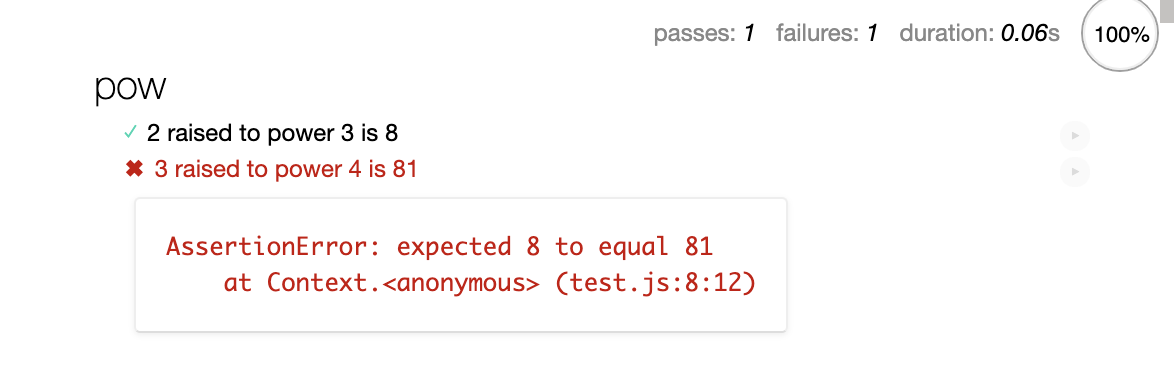 passes: 1 failures: 1 duration: 0.06s 100%
pow
✓ 2 raised to power 3 is 8
✖ 3 raised to power 4 is 81
AssertionError: expected 8 to equal 81
at Context.<anonymous> (test.js:8:12)